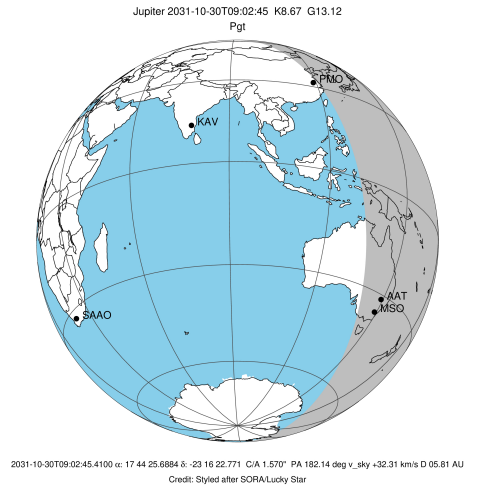 Jupiter 2031-10-30T09:02:45 K8.67 G13.12
Pgt
PMO
KAV
AAT
MSO
SAAO
2031-10-30T09:02:45.4100 α: 17 44 25.6884 δ: -23 16 22.771 C/A 1.570" PA 182.14 deg v_sky +32.31 km/s D 05.81 AU
Credit: Styled after SORA/Lucky Star